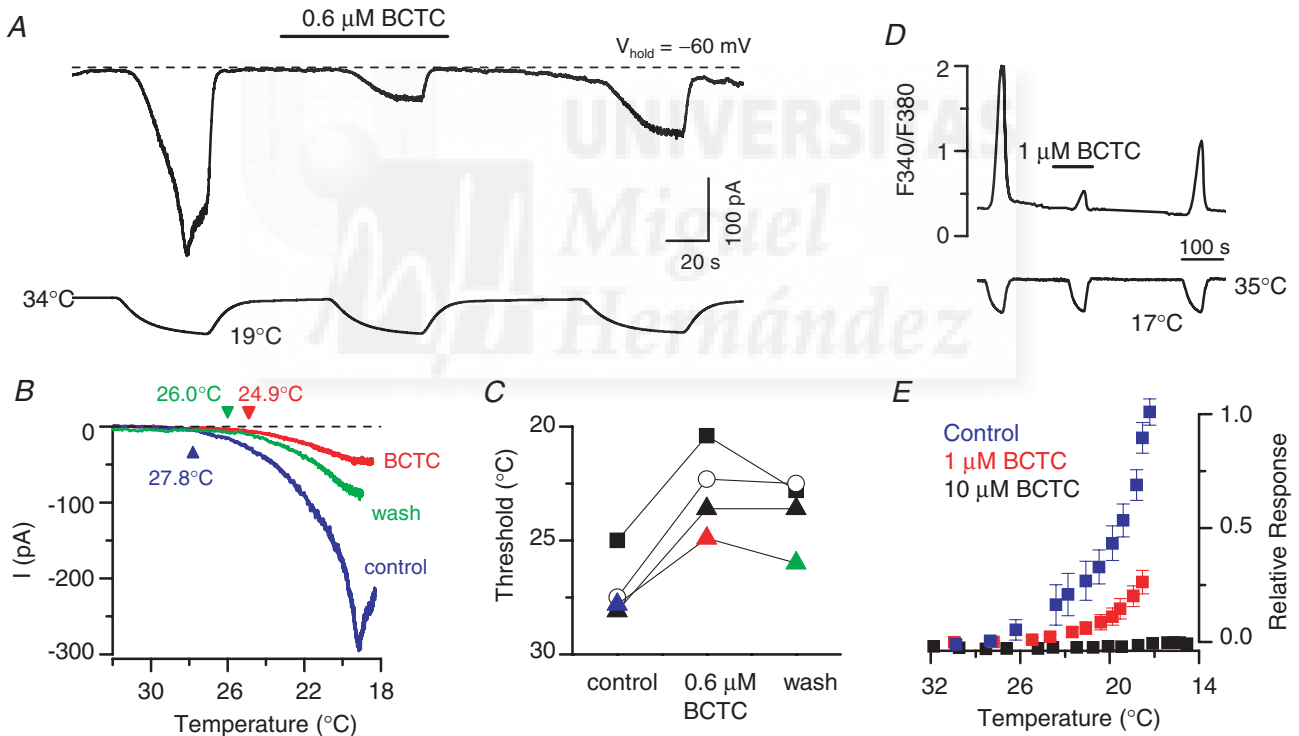 A
0.6 μM BCTC
V_hold = −60 mV
100 pA
20 s
34°C
19°C
UNIVERSITAS
Miguel
Hernández
D
F340/F380
2
1
0
1 μM BCTC
100 s
35°C
17°C
B
26.0°C
24.9°C
27.8°C
BCTC
wash
control
I (pA)
0
-100
-200
-300
30
26
22
18
Temperature (°C)
C
Threshold (°C)
20
25
30
control
0.6 μM
BCTC
wash
E
Control
1 μM BCTC
10 μM BCTC
Relative Response
1.0
0.5
0.0
32
26
20
14
Temperature (°C)